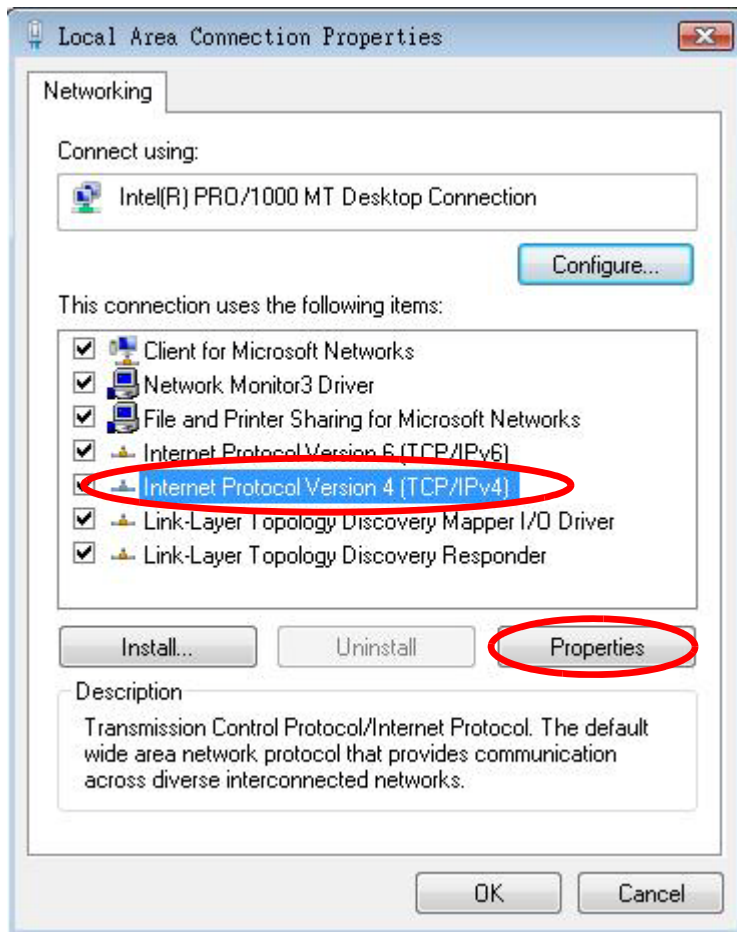 Local Area Connection Properties
Networking
Connect using:
Intel(R) PRO/1000 MT Desktop Connection
Configure...
This connection uses the following items:
Client for Microsoft Networks
Network Monitor3 Driver
File and Printer Sharing for Microsoft Networks
Internet Protocol Version 6 (TCP/IPv6)
Internet Protocol Version 4 (TCP/IPv4)
Link-Layer Topology Discovery Mapper I/O Driver
Link-Layer Topology Discovery Responder
Install... Uninstall Properties
Description
Transmission Control Protocol/Internet Protocol. The default
wide area network protocol that provides communication
across diverse interconnected networks.
OK Cancel